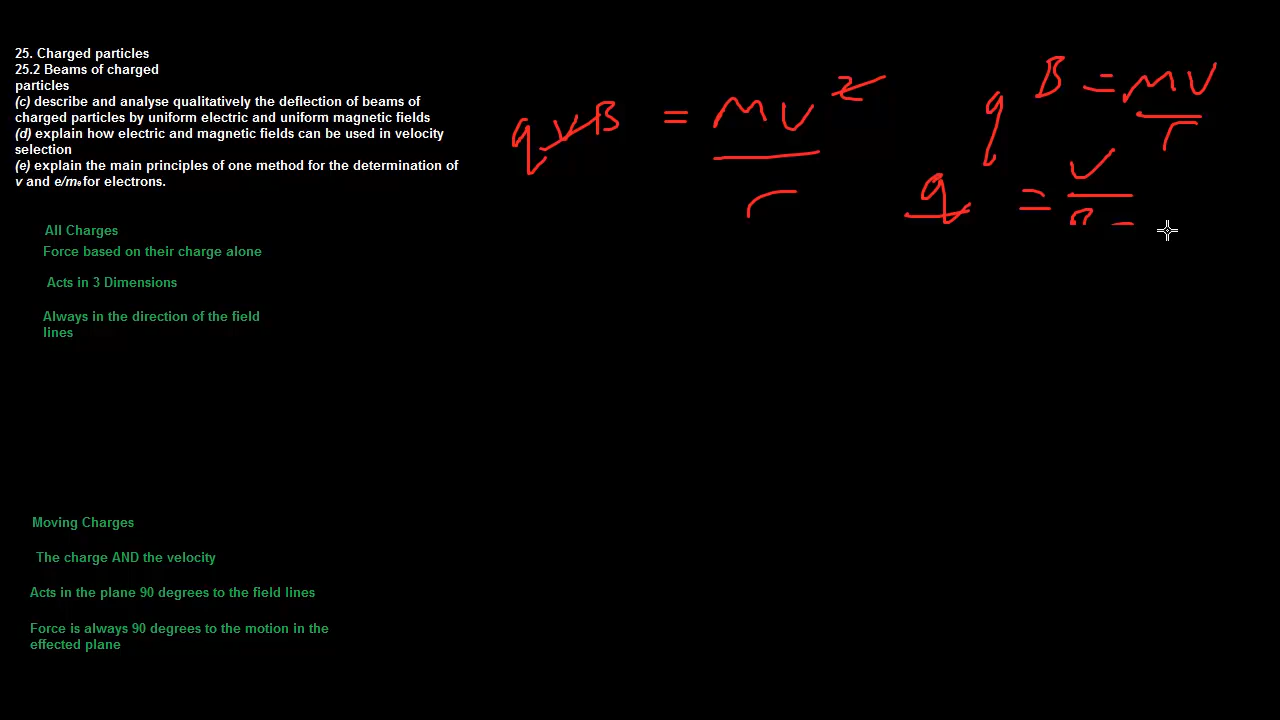 25. Charged particles
25.2 Beams of charged
particles
(c) describe and analyse qualitatively the deflection of beams of
charged particles by uniform electric and uniform magnetic fields
(d) explain how electric and magnetic fields can be used in velocity
selection
(e) explain the main principles of one method for the determination of
v and e/mₑ for electrons.
qvB = mv²
r
qB = mv
r
q = v
All Charges
Force based on their charge alone
Acts in 3 Dimensions
Always in the direction of the field
lines
Moving Charges
The charge AND the velocity
Acts in the plane 90 degrees to the field lines
Force is always 90 degrees to the motion in the
effected plane